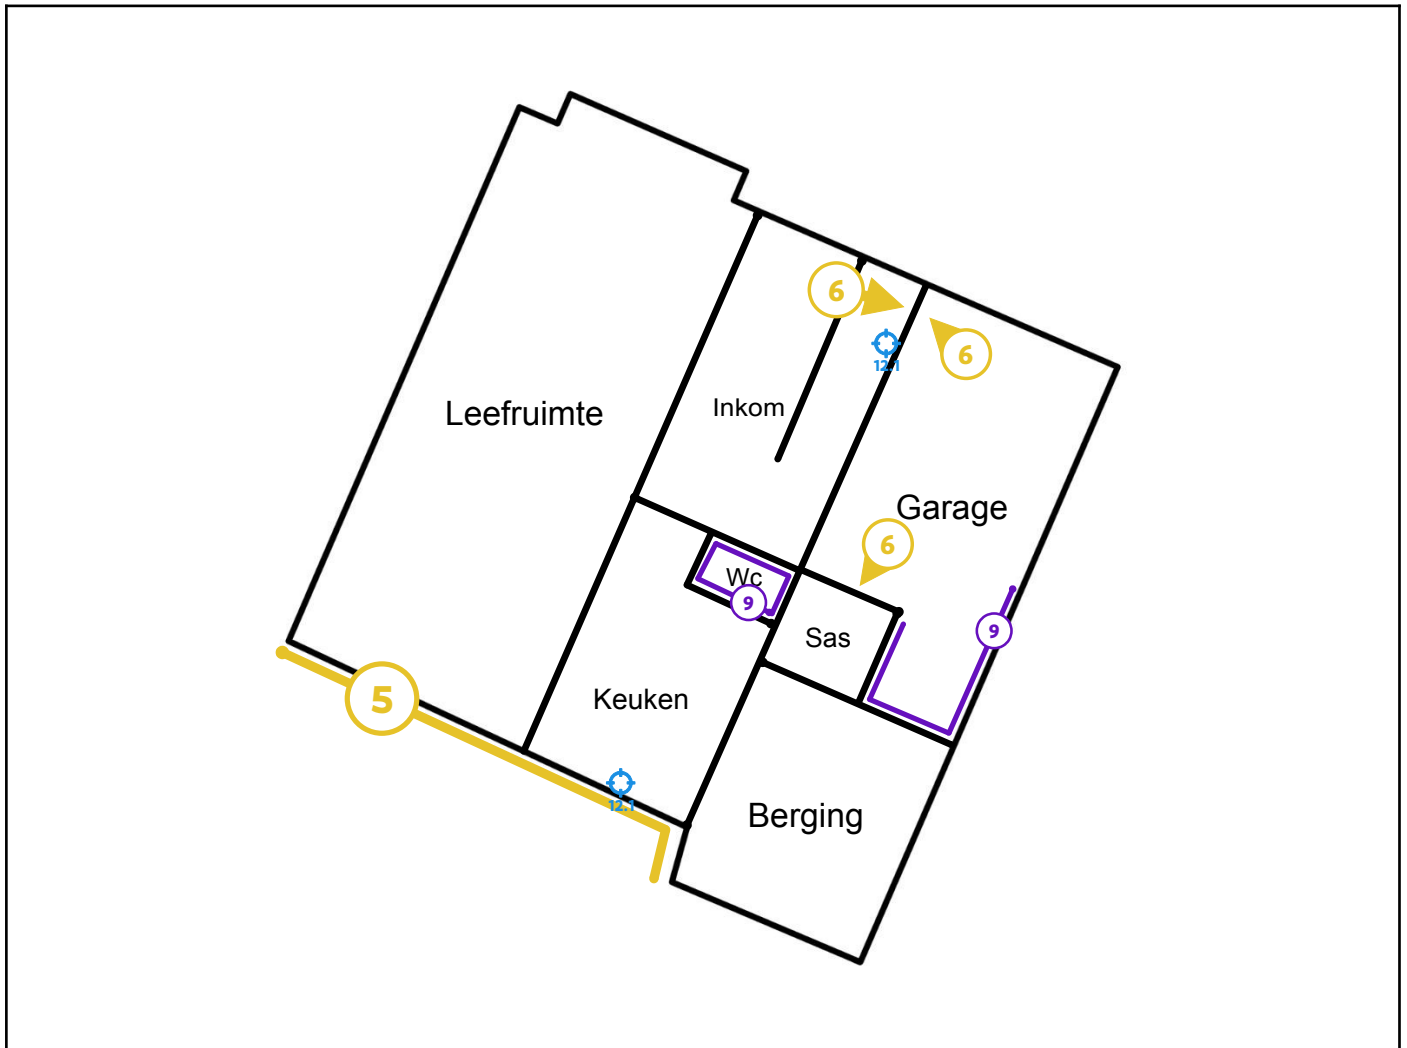 6
12.1
6
Inkom
Leefruimte
Garage
6
Wc
9
Sas
9
Keuken
5
12.1
Berging